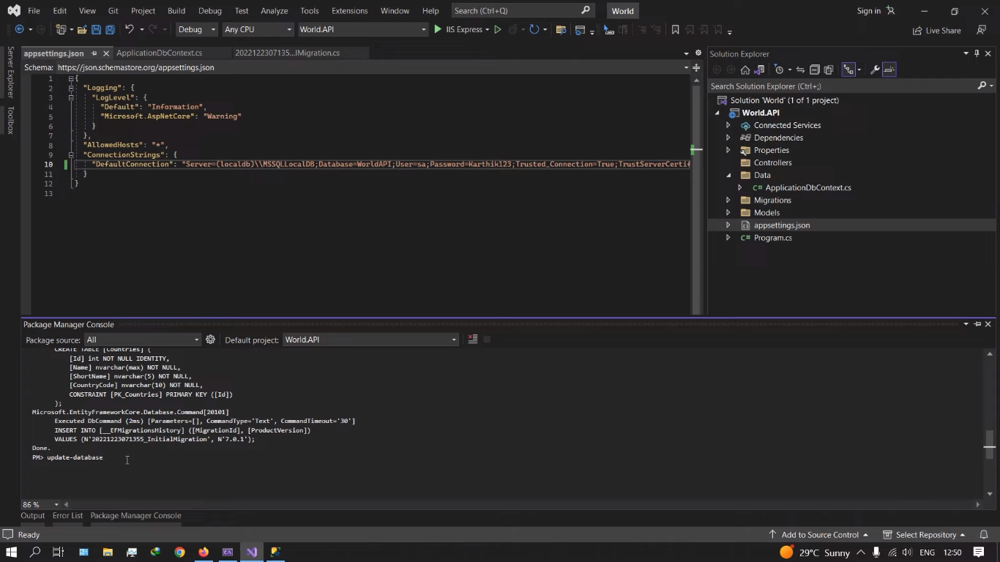 File Edit View Git Project Build Debug Test Analyze Tools Extensions Window Help Search (Ctrl+Q) World Sign in
Debug Any CPU World.API IIS Express Live Share
appsettings.json ApplicationDbContext.cs 2022122307135...lMigration.cs
Server Explorer
Toolbox
Schema: https://json.schemastore.org/appsettings.json
1 {
2 "Logging": {
3 "LogLevel": {
4 "Default": "Information",
5 "Microsoft.AspNetCore": "Warning"
6 }
7 },
8 "AllowedHosts": "*",
9 "ConnectionStrings": {
10 "DefaultConnection": "Server=(localdb)\\MSSQLLocalDB;Database=WorldAPI;User=sa;Password=Karthik123;Trusted_Connection=True;TrustServerCertif
11 }
12 }
13
Solution Explorer
Search Solution Explorer (Ctrl+;)
Solution 'World' (1 of 1 project)
World.API
Connected Services
Dependencies
Properties
Controllers
Data
C# ApplicationDbContext.cs
Migrations
Models
appsettings.json
C# Program.cs
Package Manager Console
Package source: All Default project: World.API
CREATE TABLE [Countries] (
[Id] int NOT NULL IDENTITY,
[Name] nvarchar(max) NOT NULL,
[ShortName] nvarchar(5) NOT NULL,
[CountryCode] nvarchar(10) NOT NULL,
CONSTRAINT [PK_Countries] PRIMARY KEY ([Id])
);
Microsoft.EntityFrameworkCore.Database.Command[20101]
Executed DbCommand (2ms) [Parameters=[], CommandType='Text', CommandTimeout='30']
INSERT INTO [__EFMigrationsHistory] ([MigrationId], [ProductVersion])
VALUES (N'20221223071355_InitialMigration', N'7.0.1');
Done.
PM> update-database
86 %
Output Error List Package Manager Console
Ready Add to Source Control Select Repository
29°C Sunny ENG 12:50